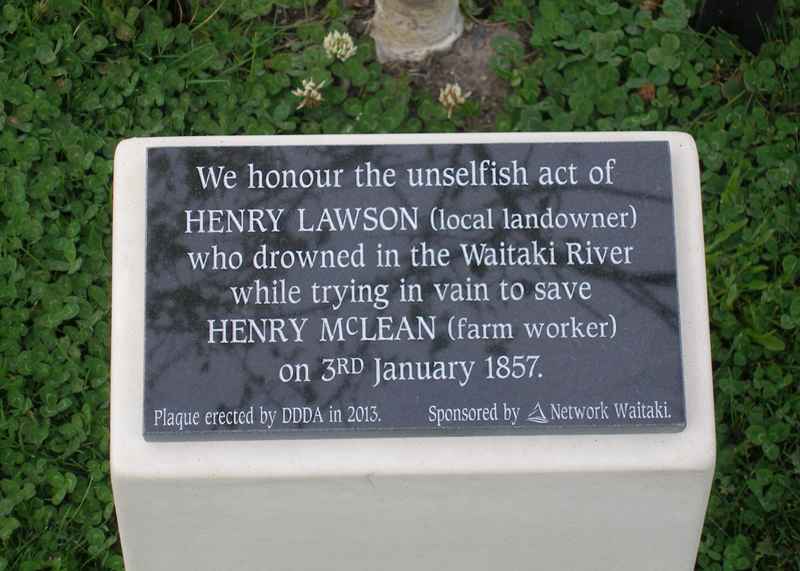 We honour the unselfish act of
HENRY LAWSON (local landowner)
who drowned in the Waitaki River
while trying in vain to save
HENRY McLEAN (farm worker)
on 3RD January 1857.
Plaque erected by DDDA in 2013. Sponsored by Network Waitaki.